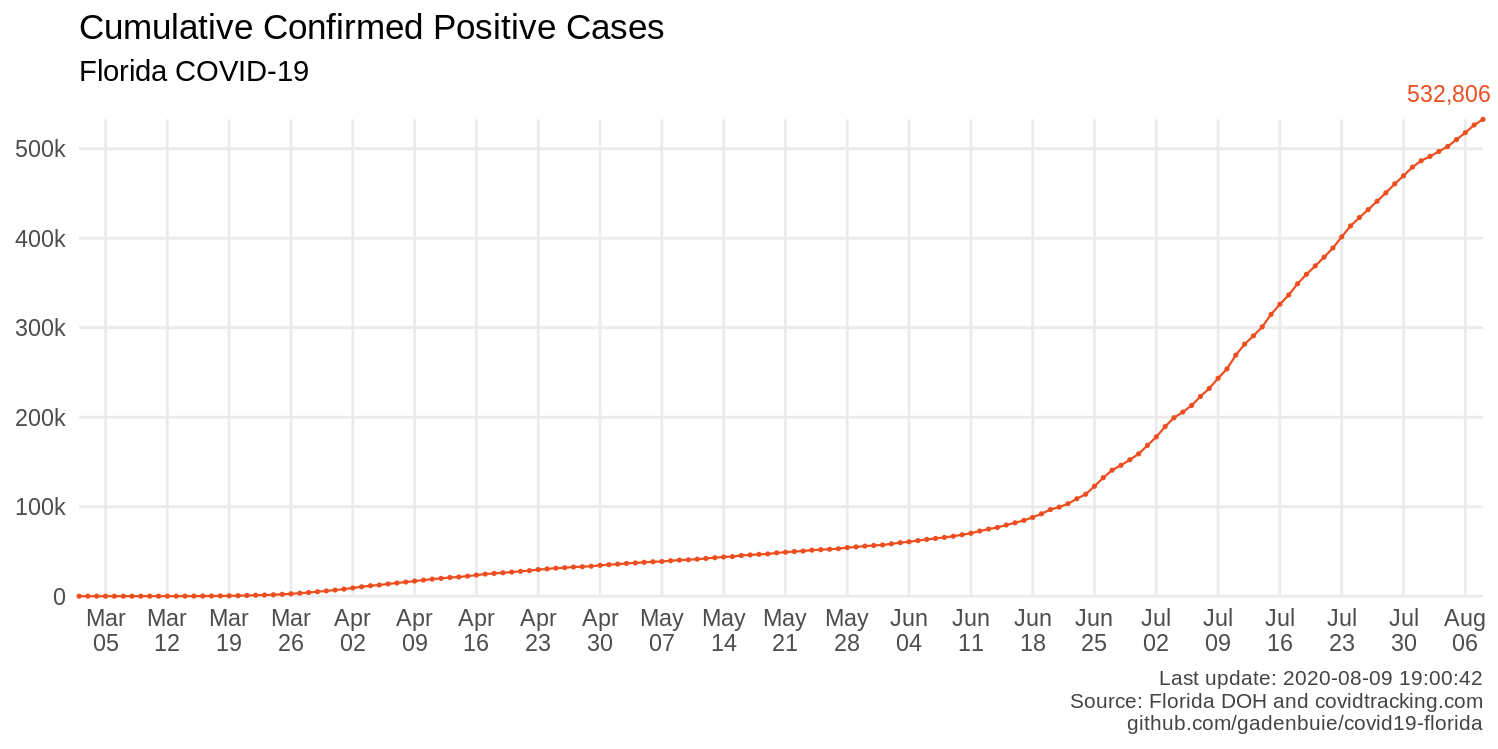 Cumulative Confirmed Positive Cases
Florida COVID-19
532,806
500k
400k
300k
200k
100k
0
Mar Mar Mar Mar Apr Apr Apr Apr Apr May May May May Jun Jun Jun Jun Jul Jul Jul Jul Jul Aug
05 12 19 26 02 09 16 23 30 07 14 21 28 04 11 18 25 02 09 16 23 30 06
Last update: 2020-08-09 19:00:42
Source: Florida DOH and covidtracking.com
github.com/gadenbuie/covid19-florida